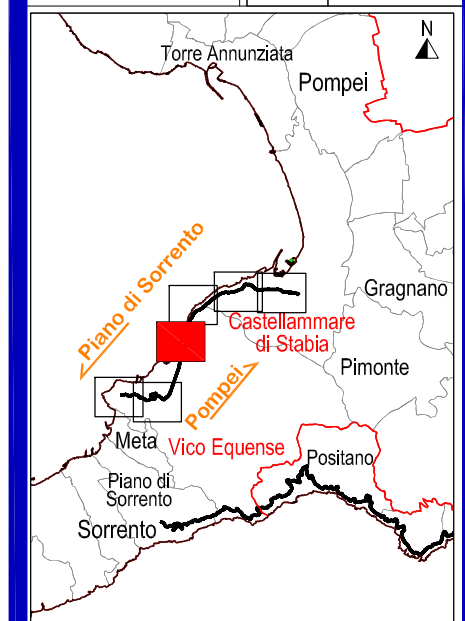 N
Torre Annunziata
Pompei
Piano di Sorrento
Gragnano
Castellammare
di Stabia
Pimonte
Pompei
Meta
Vico Equense
Positano
Piano di
Sorrento
Sorrento